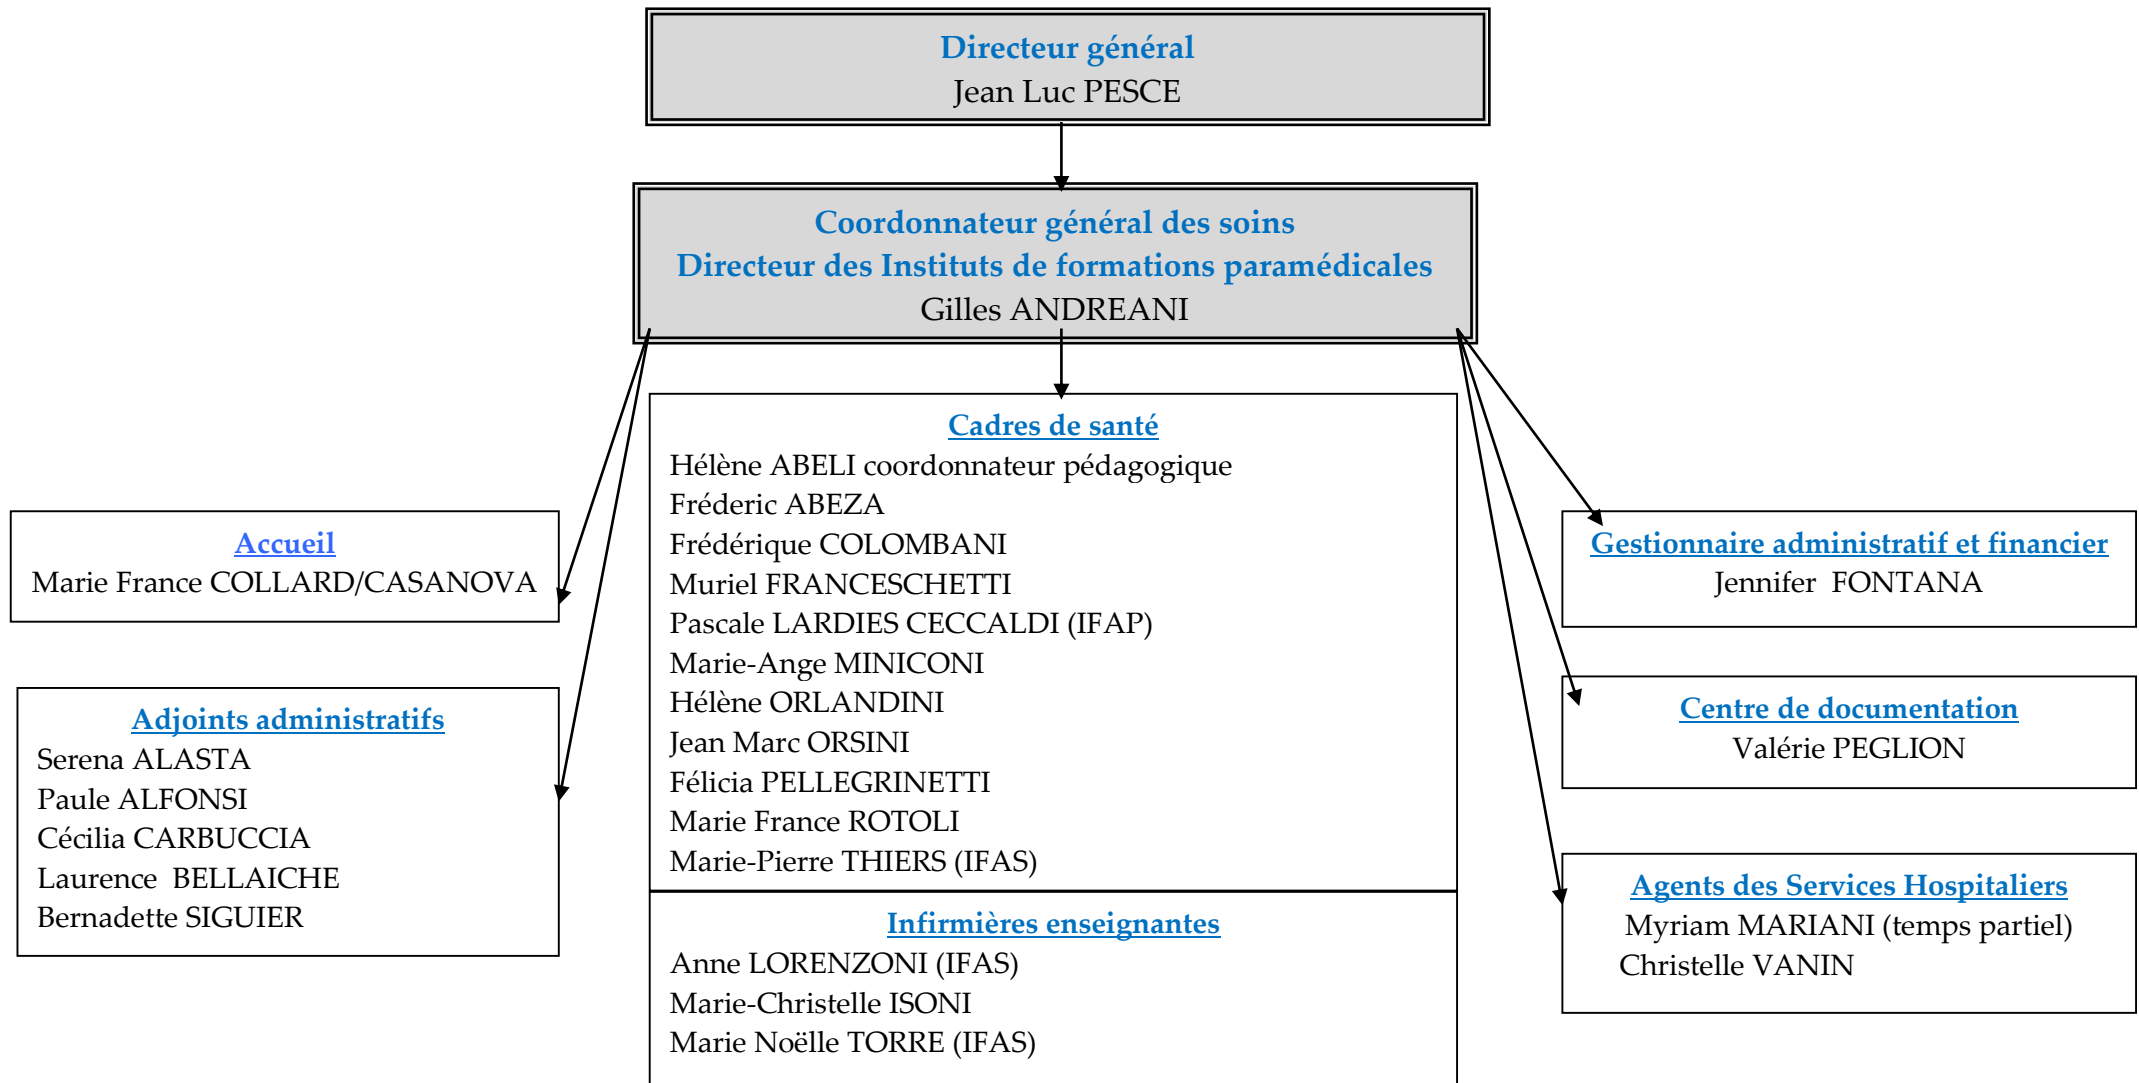 Directeur général
Jean Luc PESCE
Coordonnateur général des soins
Directeur des Instituts de formations paramédicales
Gilles ANDREANI
Accueil
Marie France COLLARD/CASANOVA
Adjoints administratifs
Serena ALASTA
Paule ALFONSI
Cécilia CARBUCCIA
Laurence  BELLAICHE
Bernadette SIGUIER
Cadres de santé
Hélène ABELI coordonnateur pédagogique
Fréderic ABEZA
Frédérique COLOMBANI
Muriel FRANCESCHETTI
Pascale LARDIES CECCALDI (IFAP)
Marie-Ange MINICONI
Hélène ORLANDINI
Jean Marc ORSINI
Félicia PELLEGRINETTI
Marie France ROTOLI
Marie-Pierre THIERS (IFAS)
Infirmières enseignantes
Anne LORENZONI (IFAS)
Marie-Christelle ISONI
Marie Noëlle TORRE (IFAS)
Gestionnaire administratif et financier
Jennifer  FONTANA
Centre de documentation
Valérie PEGLION
Agents des Services Hospitaliers
Myriam MARIANI (temps partiel)
Christelle VANIN